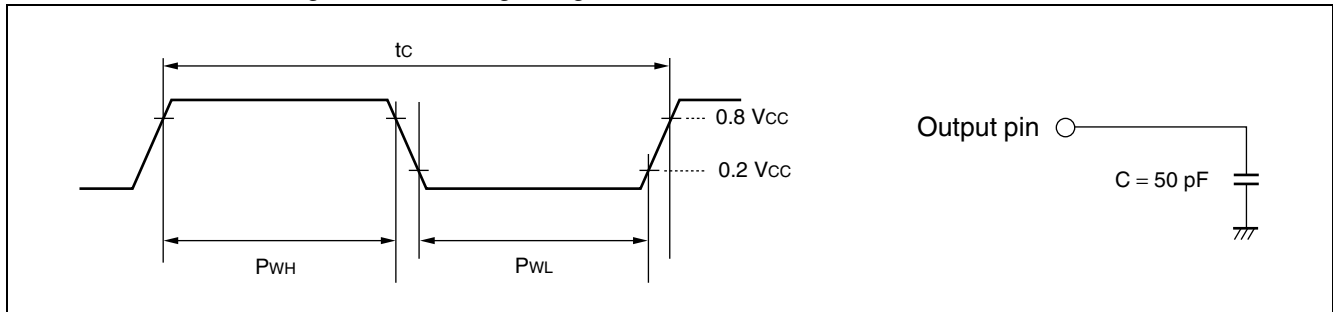 tC
0.8 VCC
0.2 VCC
PWH
PWL
Output pin
C = 50 pF